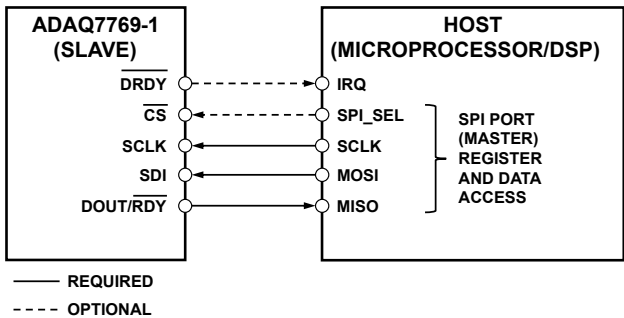 ADAQ7769-1
(SLAVE)
HOST
(MICROPROCESSOR/DSP)
DRDY
IRQ
CS
SPI_SEL
SCLK
SCLK
SDI
MOSI
DOUT/RDY
MISO
SPI PORT
(MASTER)
REGISTER
AND DATA
ACCESS
REQUIRED
OPTIONAL